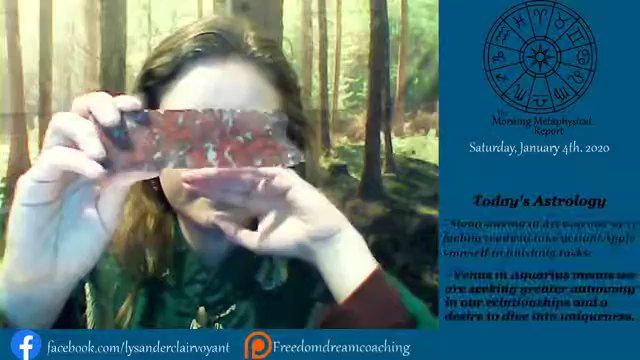 The
Morning Metaphysical
Report
Saturday, January 4th, 2020
Today's Astrology
Venus in Aquarius means we
are seeking greater autonomy
in our relationships and a
desire to dive into uniqueness.
facebook.com/lysanderclairvoyant
Freedomdreamcoaching